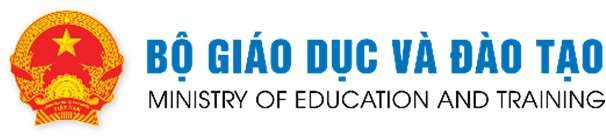 BỘ GIÁO DỤC VÀ ĐÀO TẠO
MINISTRY OF EDUCATION AND TRAINING